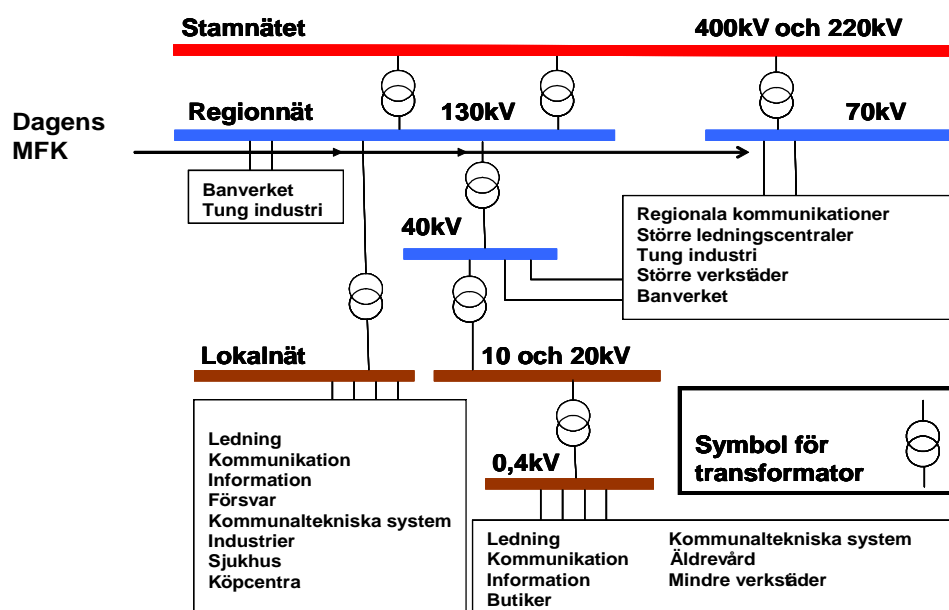 Stamnätet 400kV och 220kV
Dagens
MFK
Regionnät 130kV 70kV
Banverket
Tung industri
40kV
Regionala kommunikationer
Större ledningscentraler
Tung industri
Större verkstäder
Banverket
Lokalnät 10 och 20kV
Ledning
Kommunikation
Information
Försvar
Kommunaltekniska system
Industrier
Sjukhus
Köpcentra
0,4kV
Ledning
Kommunikation
Information
Butiker
Kommunaltekniska system
Äldrevård
Mindre verkstäder
Symbol för
transformator